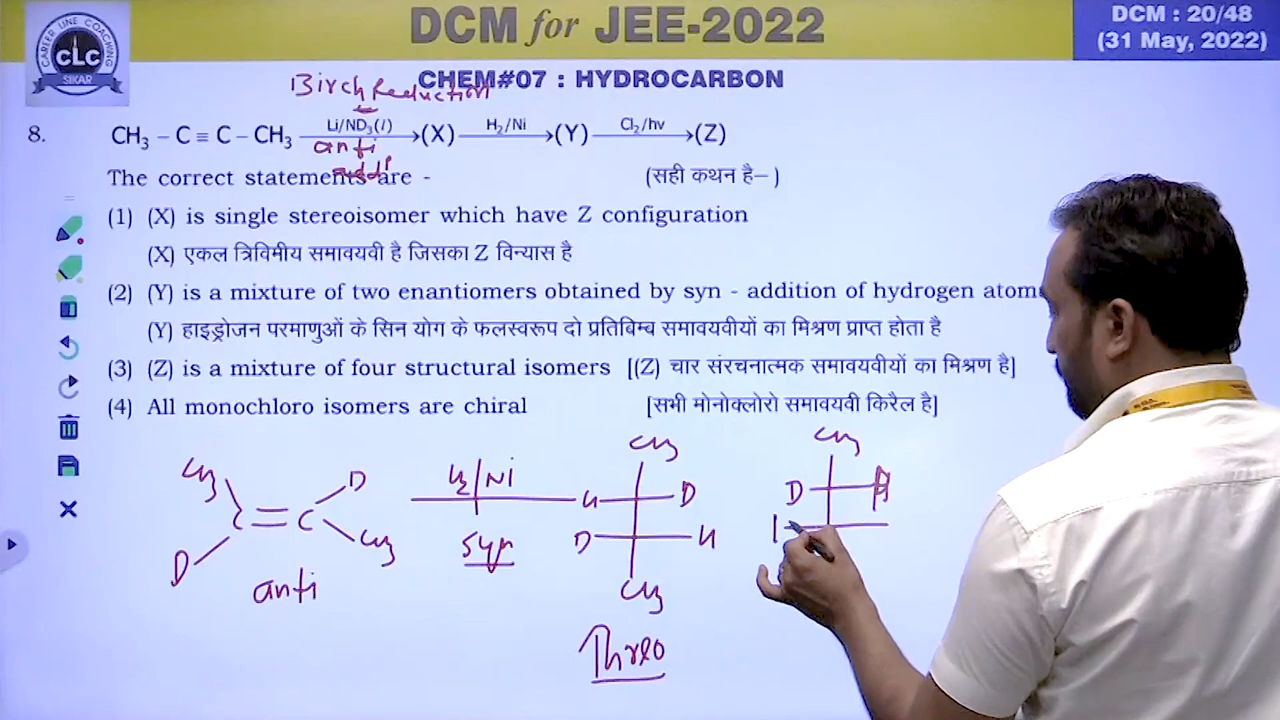 DCM for JEE-2022
DCM : 20/48
(31 May, 2022)
CAREER LINE COACHING
CLC
SIKAR
CHEM#07 : HYDROCARBON
Birch Reduction
8. CH₃ – C ≡ C – CH₃ Li/ND₃(l) → (X) H₂/Ni → (Y) Cl₂/hν → (Z)
anti
addⁿ
The correct statements are - (सही कथन है– )
(1) (X) is single stereoisomer which have Z configuration
(X) एकल त्रिविमीय समावयवी है जिसका Z विन्यास है
(2) (Y) is a mixture of two enantiomers obtained by syn - addition of hydrogen atoms
(Y) हाइड्रोजन परमाणुओं के सिन योग के फलस्वरूप दो प्रतिबिम्ब समावयवीयों का मिश्रण प्राप्त होता है
(3) (Z) is a mixture of four structural isomers [(Z) चार संरचनात्मक समावयवीयों का मिश्रण है]
(4) All monochloro isomers are chiral [सभी मोनोक्लोरो समावयवी किरैल है]
CH₃ CH₃
CH₃ D H₂/Ni H D D H
C = C
D CH₃ Syn D H
anti CH₃
Threo